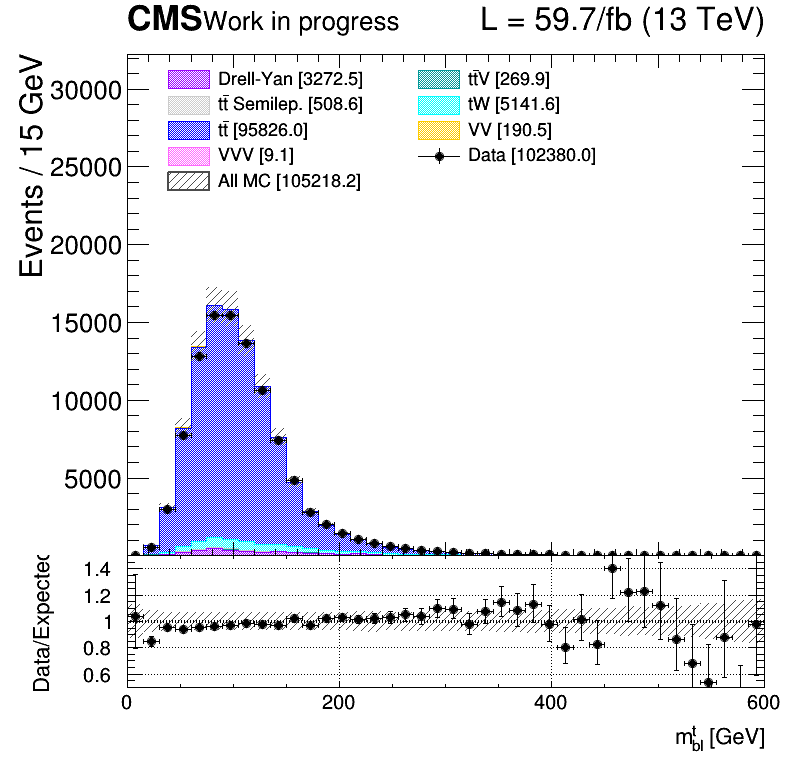 CMS Work in progress L = 59.7/fb (13 TeV)
Events / 15 GeV
30000
25000
20000
15000
10000
5000
Drell-Yan [3272.5]
tt̄ Semilep. [508.6]
tt̄ [95826.0]
VVV [9.1]
All MC [105218.2]
tt̄V [269.9]
tW [5141.6]
VV [190.5]
Data [102380.0]
Data/Expected
1.4
1.2
1
0.8
0.6
0 200 400 600
m^t_bl [GeV]